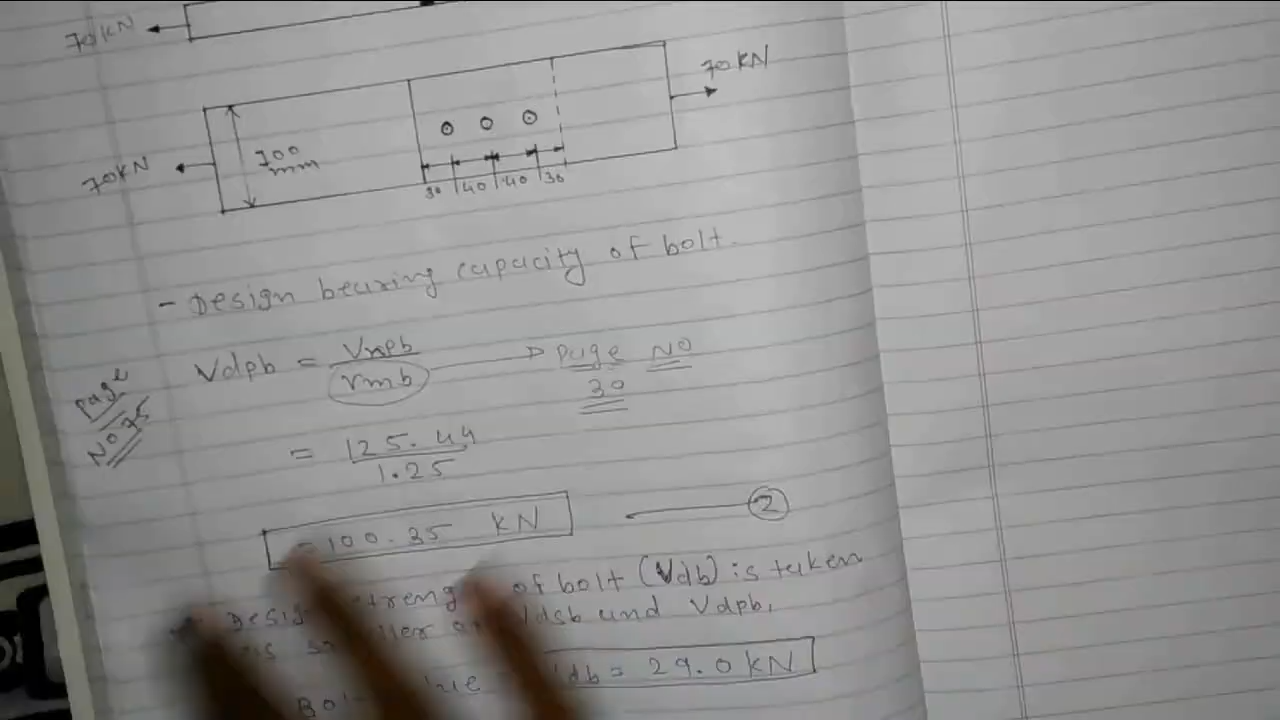 70KN
70KN
100
mm
70KN
30 40 40 30
- Design bearing capacity of bolt.
page
No 75
Vdpb = Vnpb / γmb → page No
30
= 125.44 / 1.25
= 100.35 KN ②
of bolt (Vdb) is taken
Vdsb and Vdpb,
Vdb = 29.0 KN